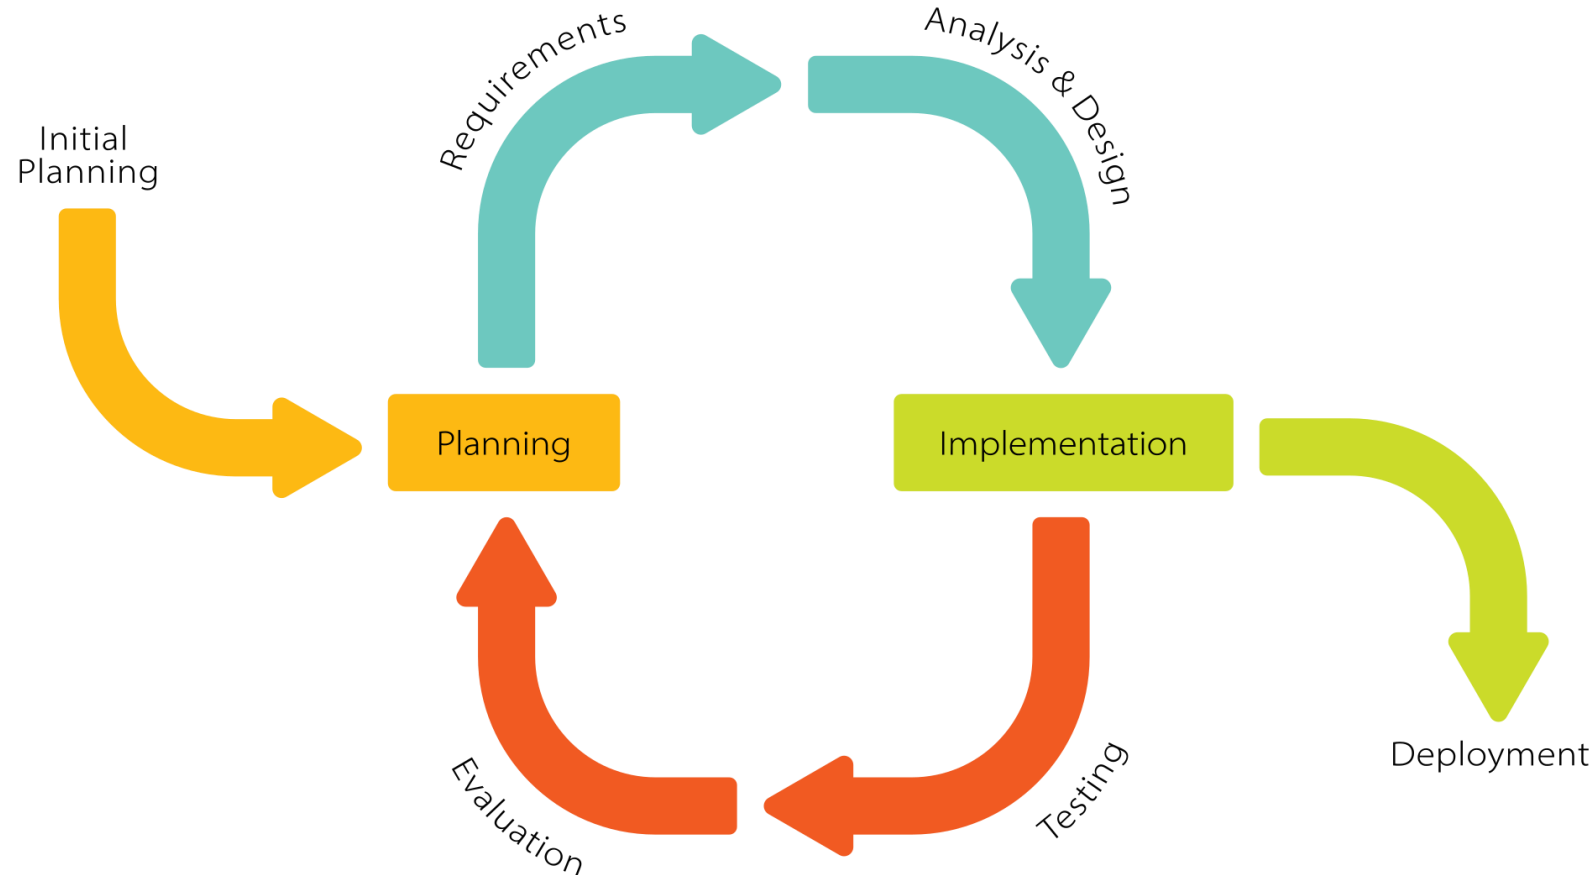 Initial
Planning
Requirements
Analysis & Design
Planning
Implementation
Deployment
Testing
Evaluation